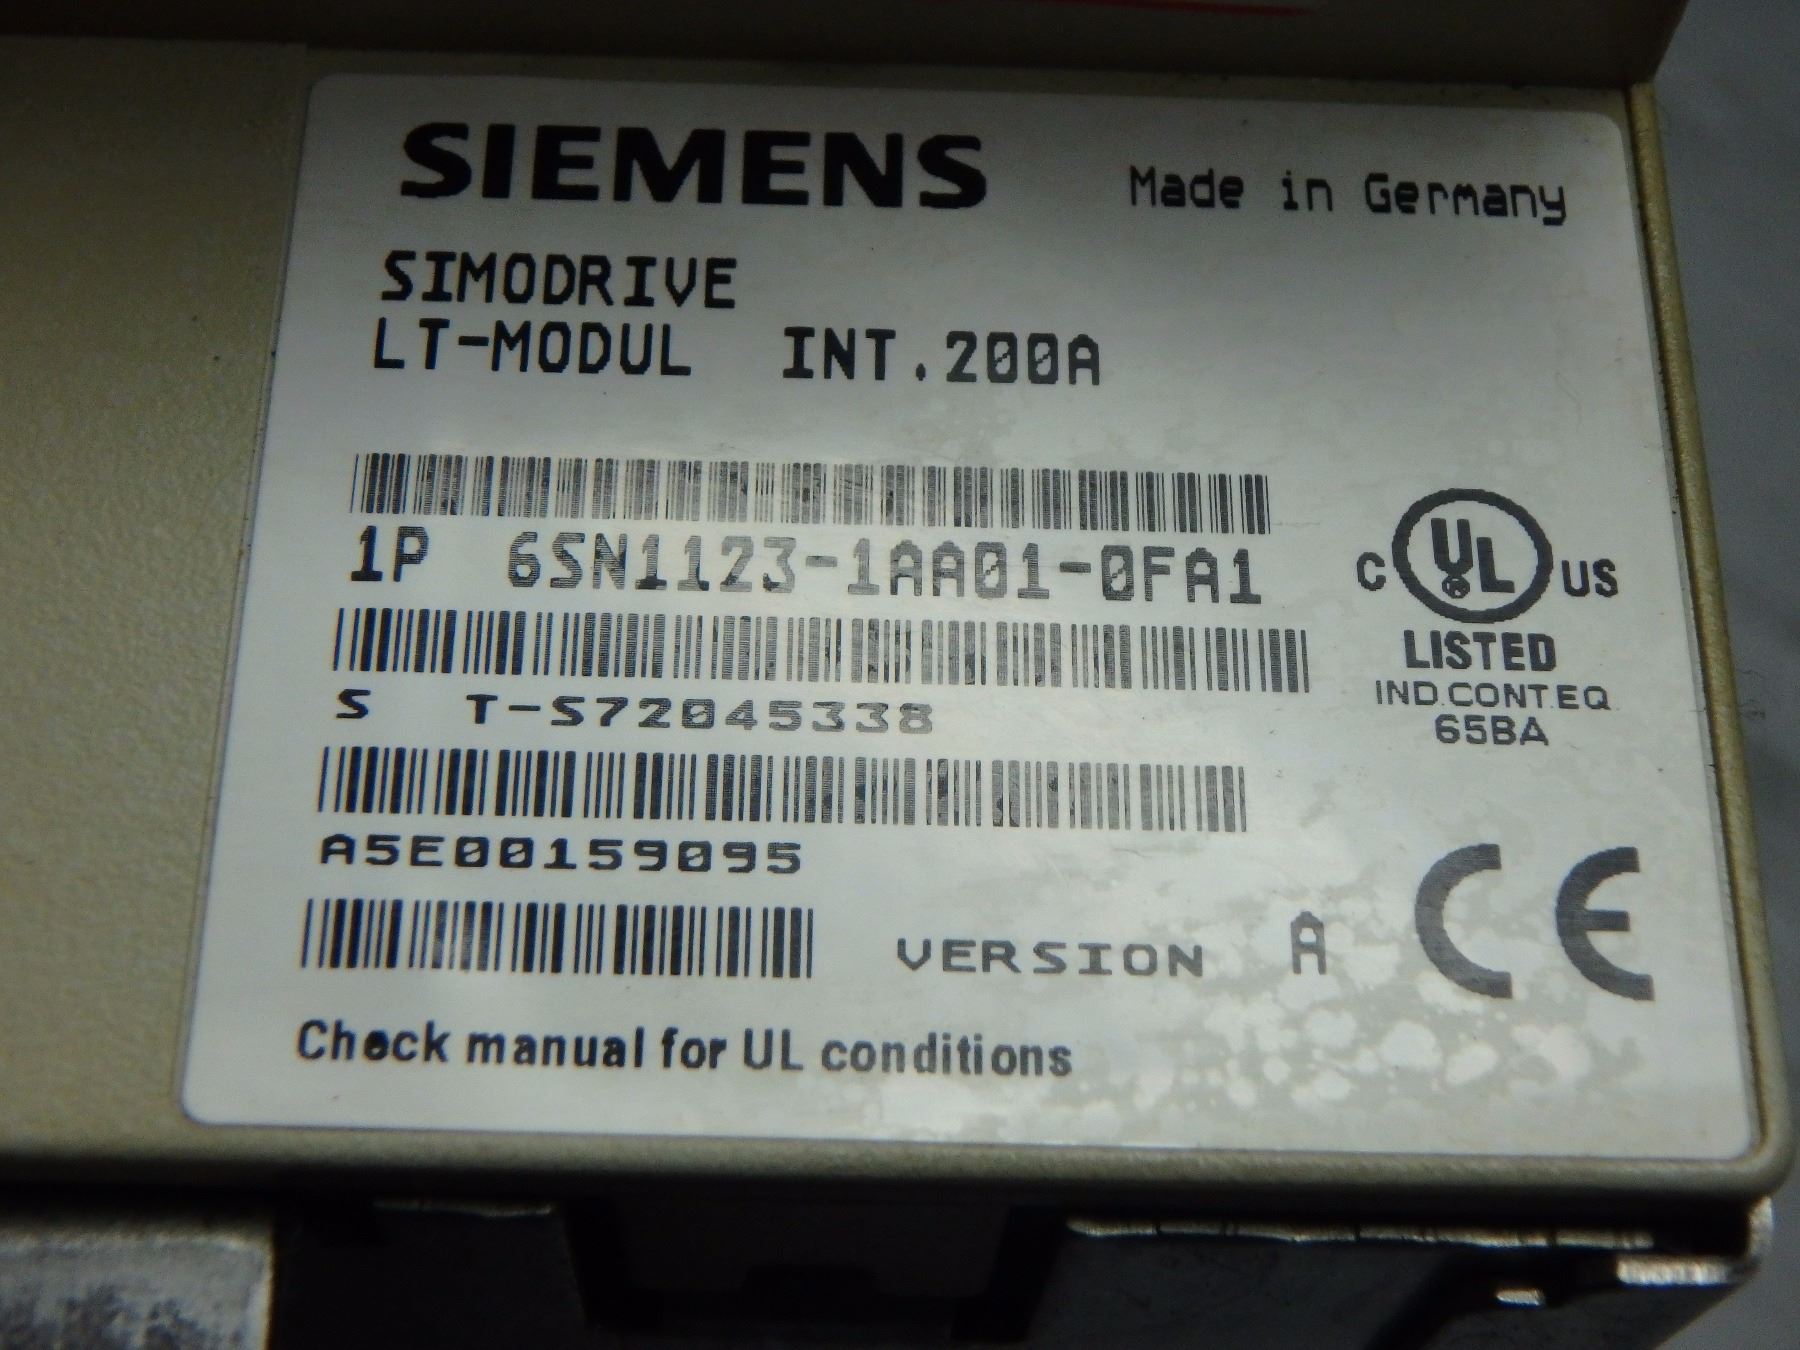 SIEMENS
Made in Germany
SIMODRIVE
LT-MODUL INT.200A
1P 6SN1123-1AA01-0FA1
S T-S72045338
A5E00159095
VERSION A
C UL ® US
LISTED
IND.CONT.EQ.
65BA
CE
Check manual for UL conditions